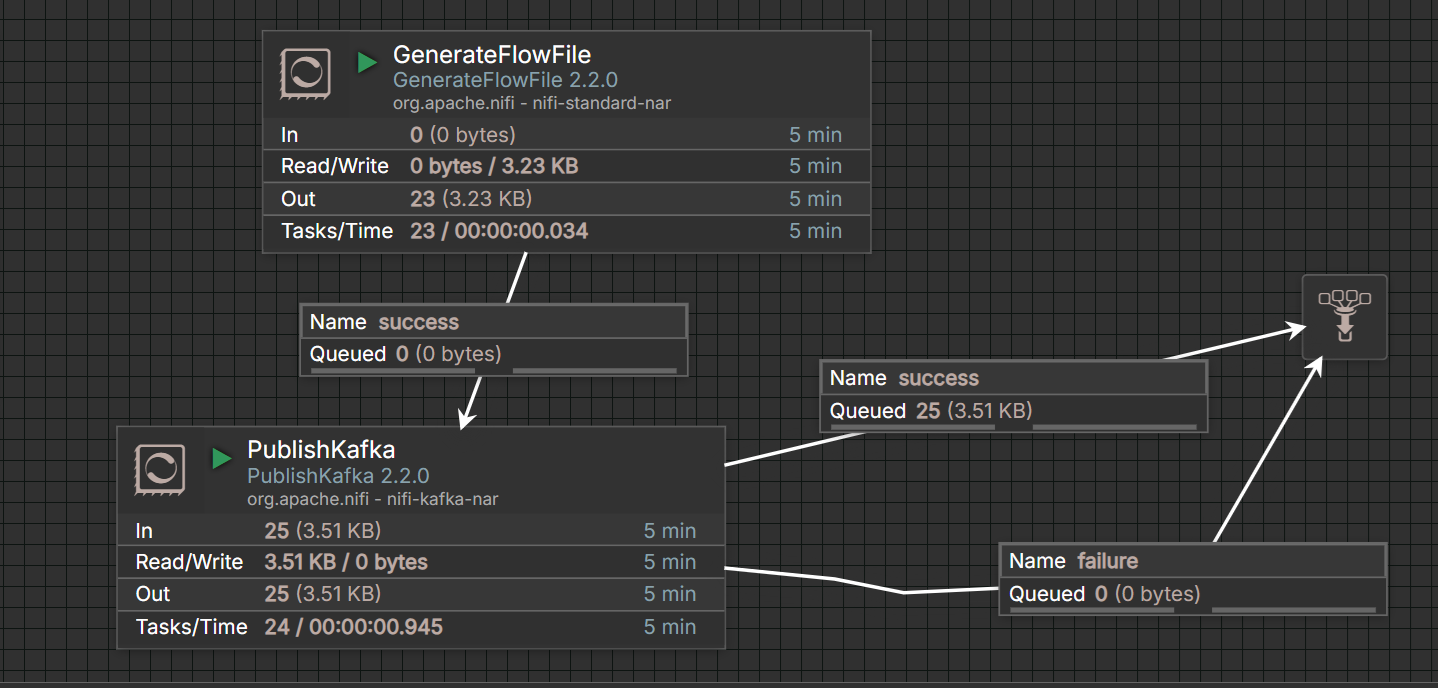 GenerateFlowFile
GenerateFlowFile 2.2.0
org.apache.nifi - nifi-standard-nar
In 0 (0 bytes) 5 min
Read/Write 0 bytes / 3.23 KB 5 min
Out 23 (3.23 KB) 5 min
Tasks/Time 23 / 00:00:00.034 5 min
Name success
Queued 0 (0 bytes)
Name success
Queued 25 (3.51 KB)
PublishKafka
PublishKafka 2.2.0
org.apache.nifi - nifi-kafka-nar
In 25 (3.51 KB) 5 min
Read/Write 3.51 KB / 0 bytes 5 min
Out 25 (3.51 KB) 5 min
Tasks/Time 24 / 00:00:00.945 5 min
Name failure
Queued 0 (0 bytes)